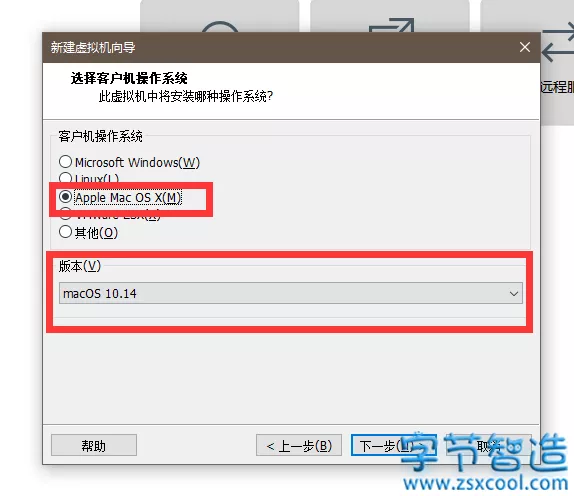 新建虚拟机向导
选择客户机操作系统
此虚拟机中将安装哪种操作系统?
远程服
客户机操作系统
Microsoft Windows(W)
Linux(L)
Apple Mac OS X(M)
VMware ESX(X)
其他(O)
版本(V)
macOS 10.14
帮助
< 上一步(B)
下一步(N) >
取消
字节智造
www.zsxcool.com